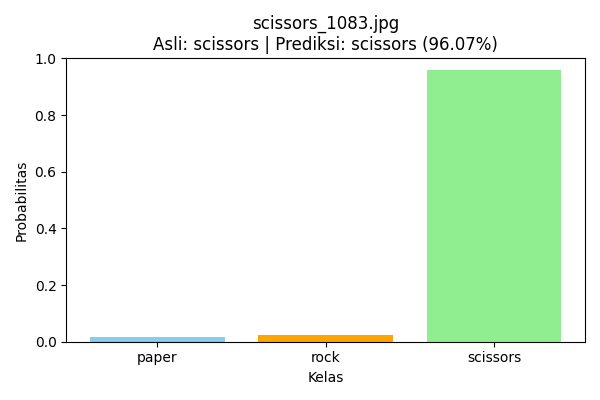 scissors_1083.jpg
Asli: scissors | Prediksi: scissors (96.07%)
1.0
0.8
0.6
0.4
0.2
0.0
Probabilitas
paper rock scissors
Kelas